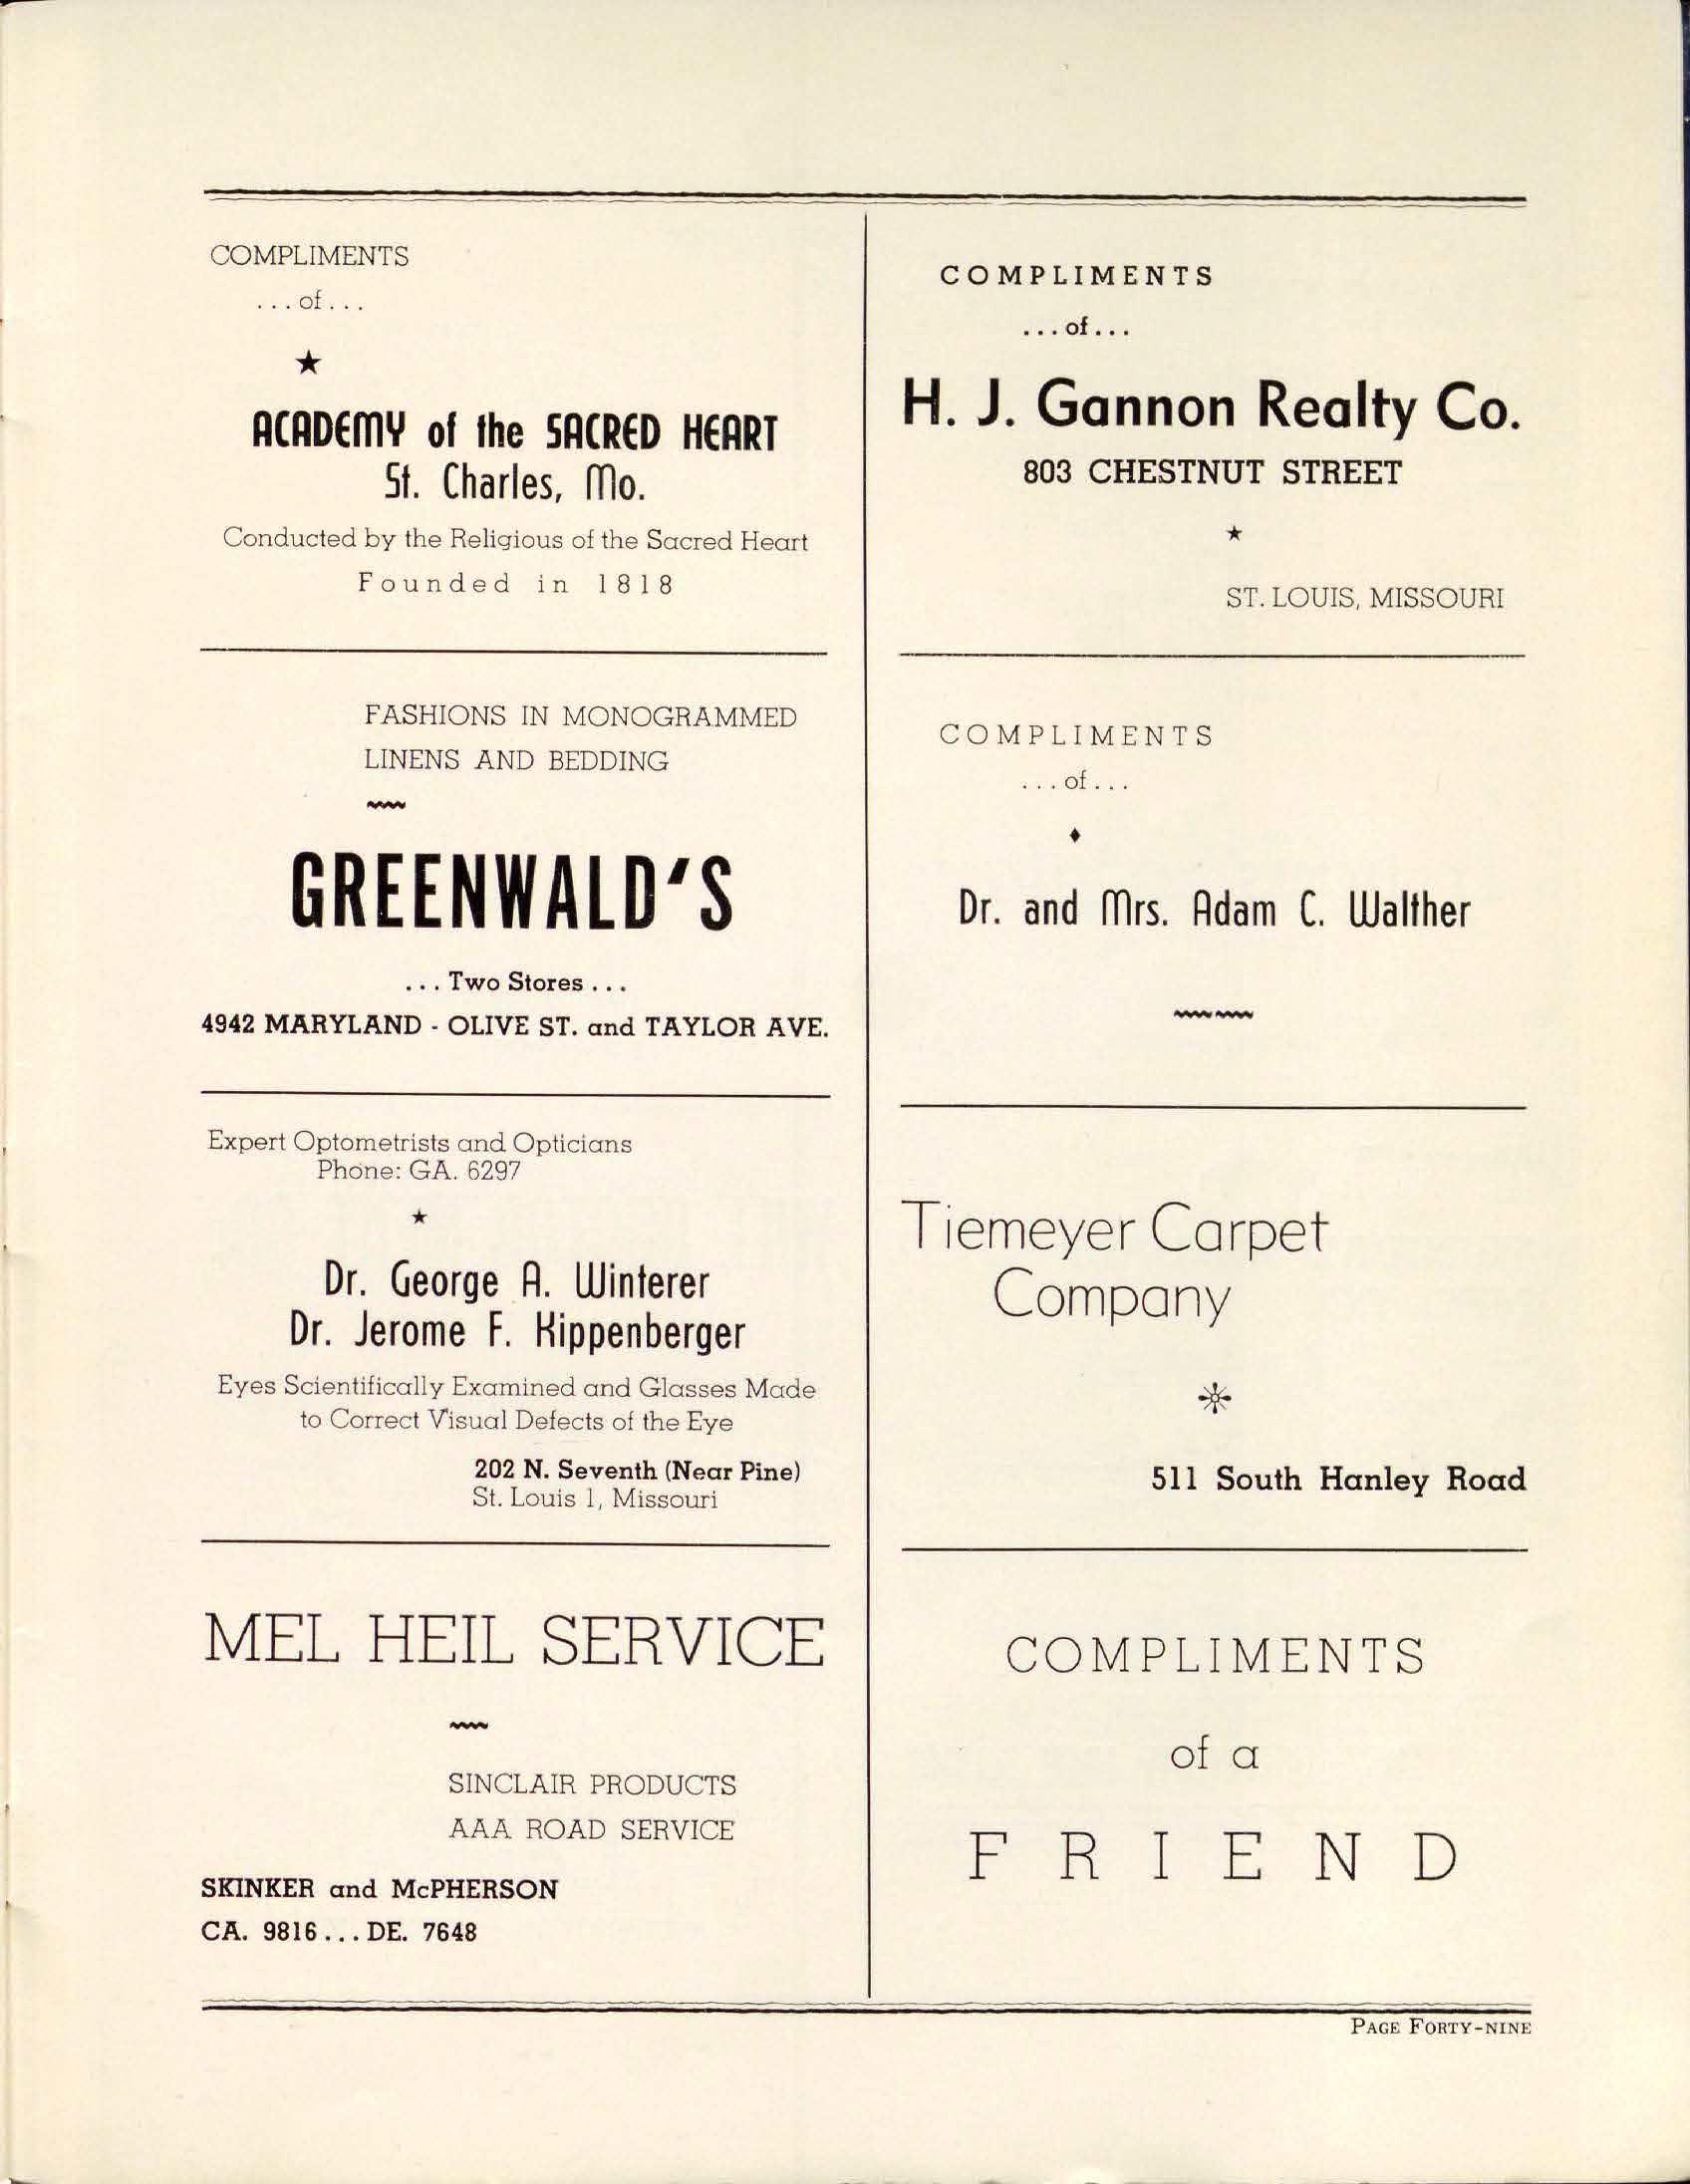 COMPLIMENTS
...of...
ACADEMY of the SACRED HEART
St. Charles, Mo.
Conducted by the Religious of the Sacred Heart
Founded in 1818
FASHIONS IN MONOGRAMMED
LINENS AND BEDDING
GREENWALD'S
...Two Stores...
4942 MARYLAND - OLIVE ST. and TAYLOR AVE.
Expert Optometrists and Opticians
Phone: GA. 6297
Dr. George A. Winterer
Dr. Jerome F. Kippenberger
Eyes Scientifically Examined and Glasses Made
to Correct Visual Defects of the Eye
202 N. Seventh (Near Pine)
St. Louis 1, Missouri
MEL HEIL SERVICE
SINCLAIR PRODUCTS
AAA ROAD SERVICE
SKINKER and McPHERSON
CA. 9816...DE. 7648
COMPLIMENTS
...of...
H. J. Gannon Realty Co.
803 CHESTNUT STREET
ST. LOUIS, MISSOURI
COMPLIMENTS
...of...
Dr. and Mrs. Adam C. Walther
Tiemeyer Carpet
Company
511 South Hanley Road
COMPLIMENTS
of a
FRIEND
PAGE FORTY-NINE